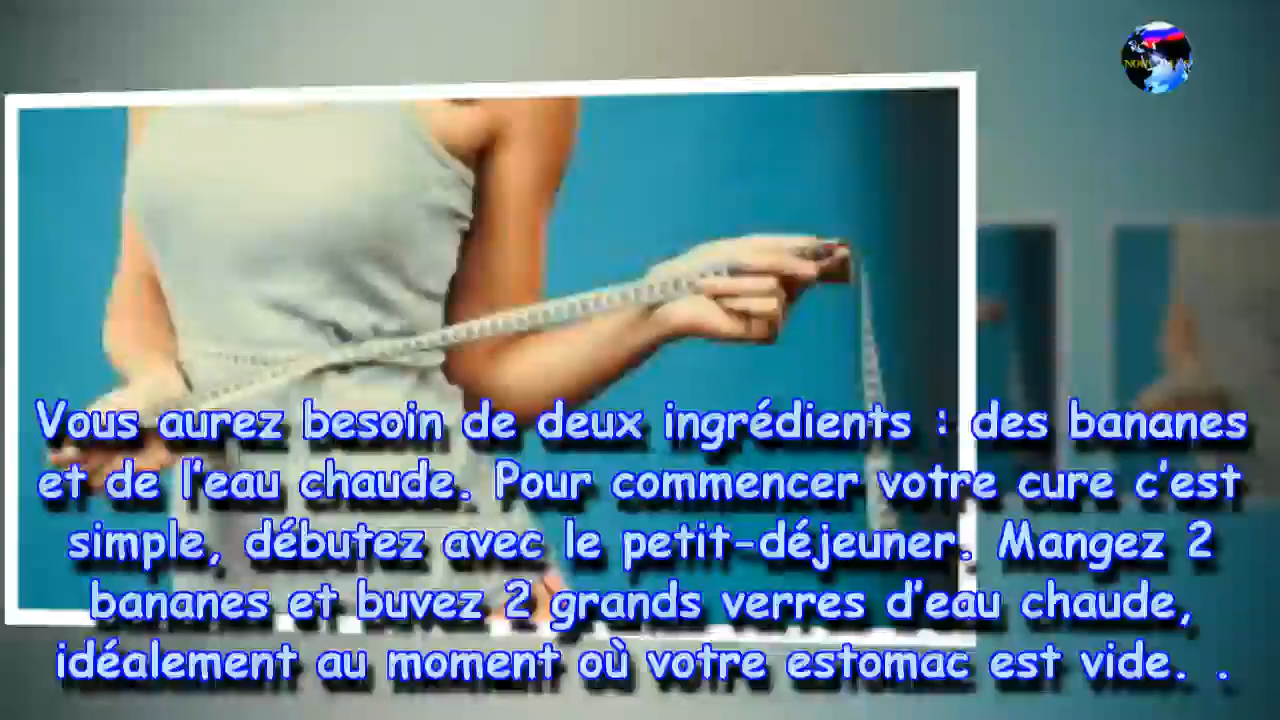 Vous aurez besoin de deux ingrédients : des bananes
et de l’eau chaude. Pour commencer votre cure c’est
simple, débutez avec le petit-déjeuner. Mangez 2
bananes et buvez 2 grands verres d’eau chaude,
idéalement au moment où votre estomac est vide. .